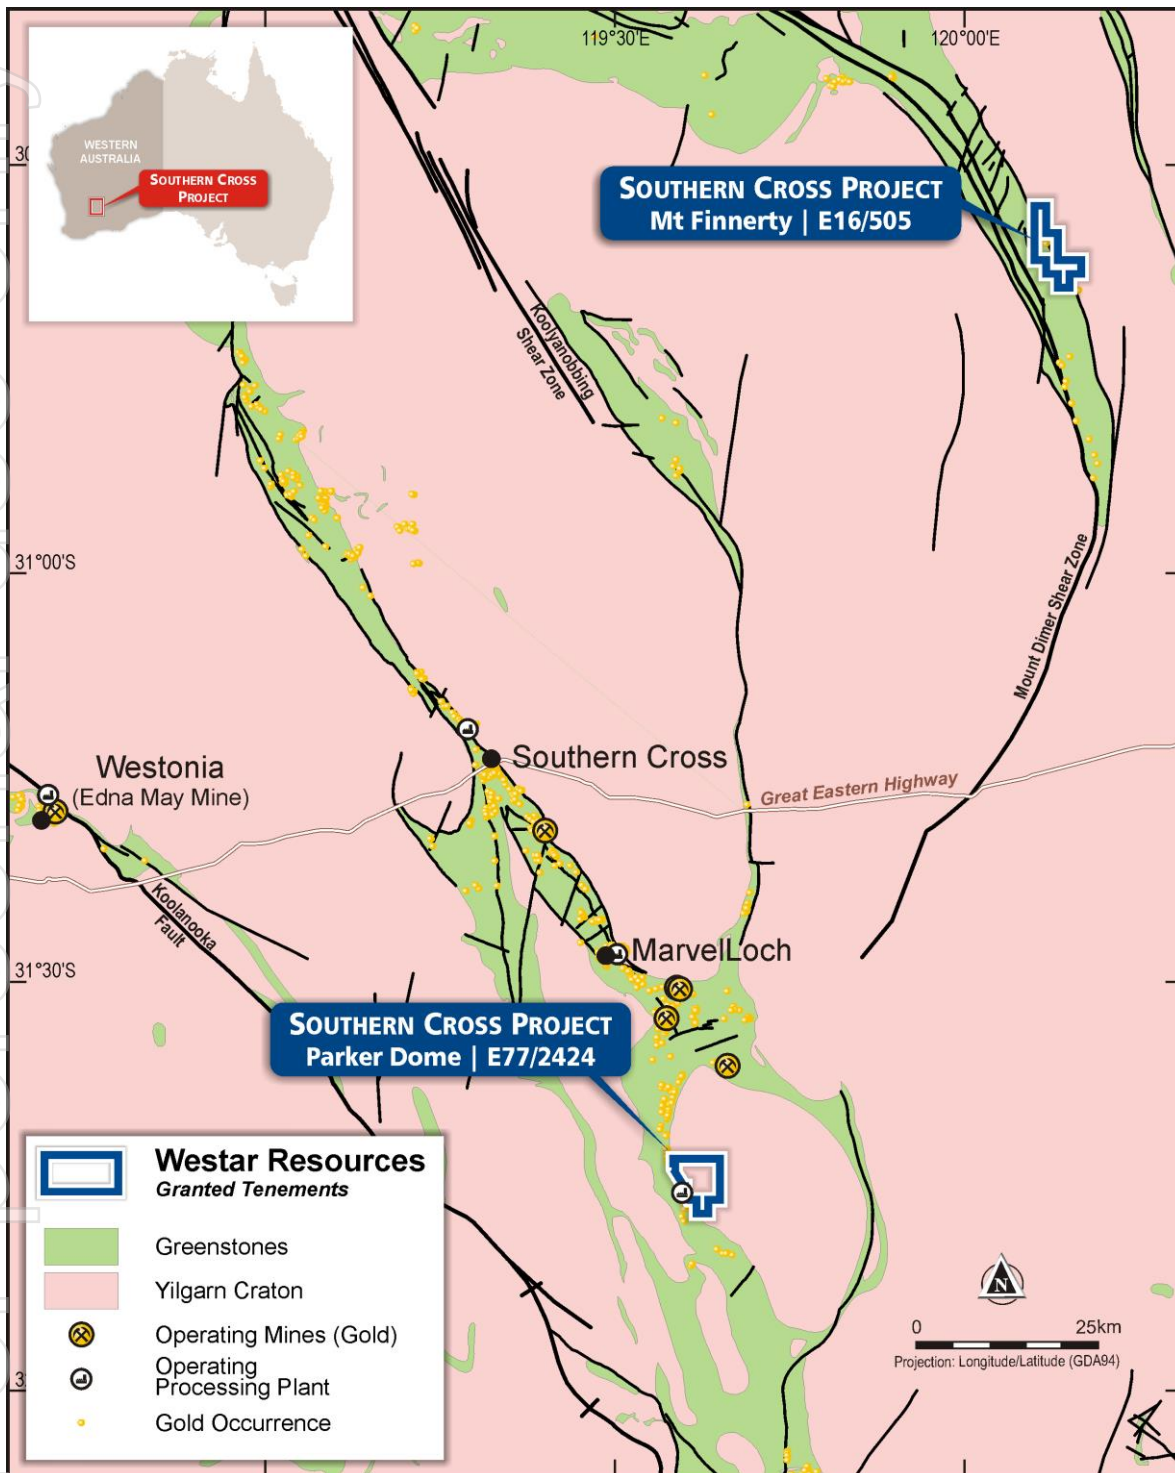 119°30'E
120°00'E
30
WESTERN
AUSTRALIA
SOUTHERN CROSS
PROJECT
SOUTHERN CROSS PROJECT
Mt Finnerty | E16/505
Koolyanobbing
Shear Zone
31°00'S
Mount Dimer Shear Zone
Southern Cross
Westonia
(Edna May Mine)
Great Eastern Highway
Koolanooka
Fault
MarvelLoch
31°30'S
SOUTHERN CROSS PROJECT
Parker Dome | E77/2424
Westar Resources
Granted Tenements
Greenstones
Yilgarn Craton
Operating Mines (Gold)
Operating
Processing Plant
Gold Occurrence
N
0 25km
Projection: Longitude/Latitude (GDA94)